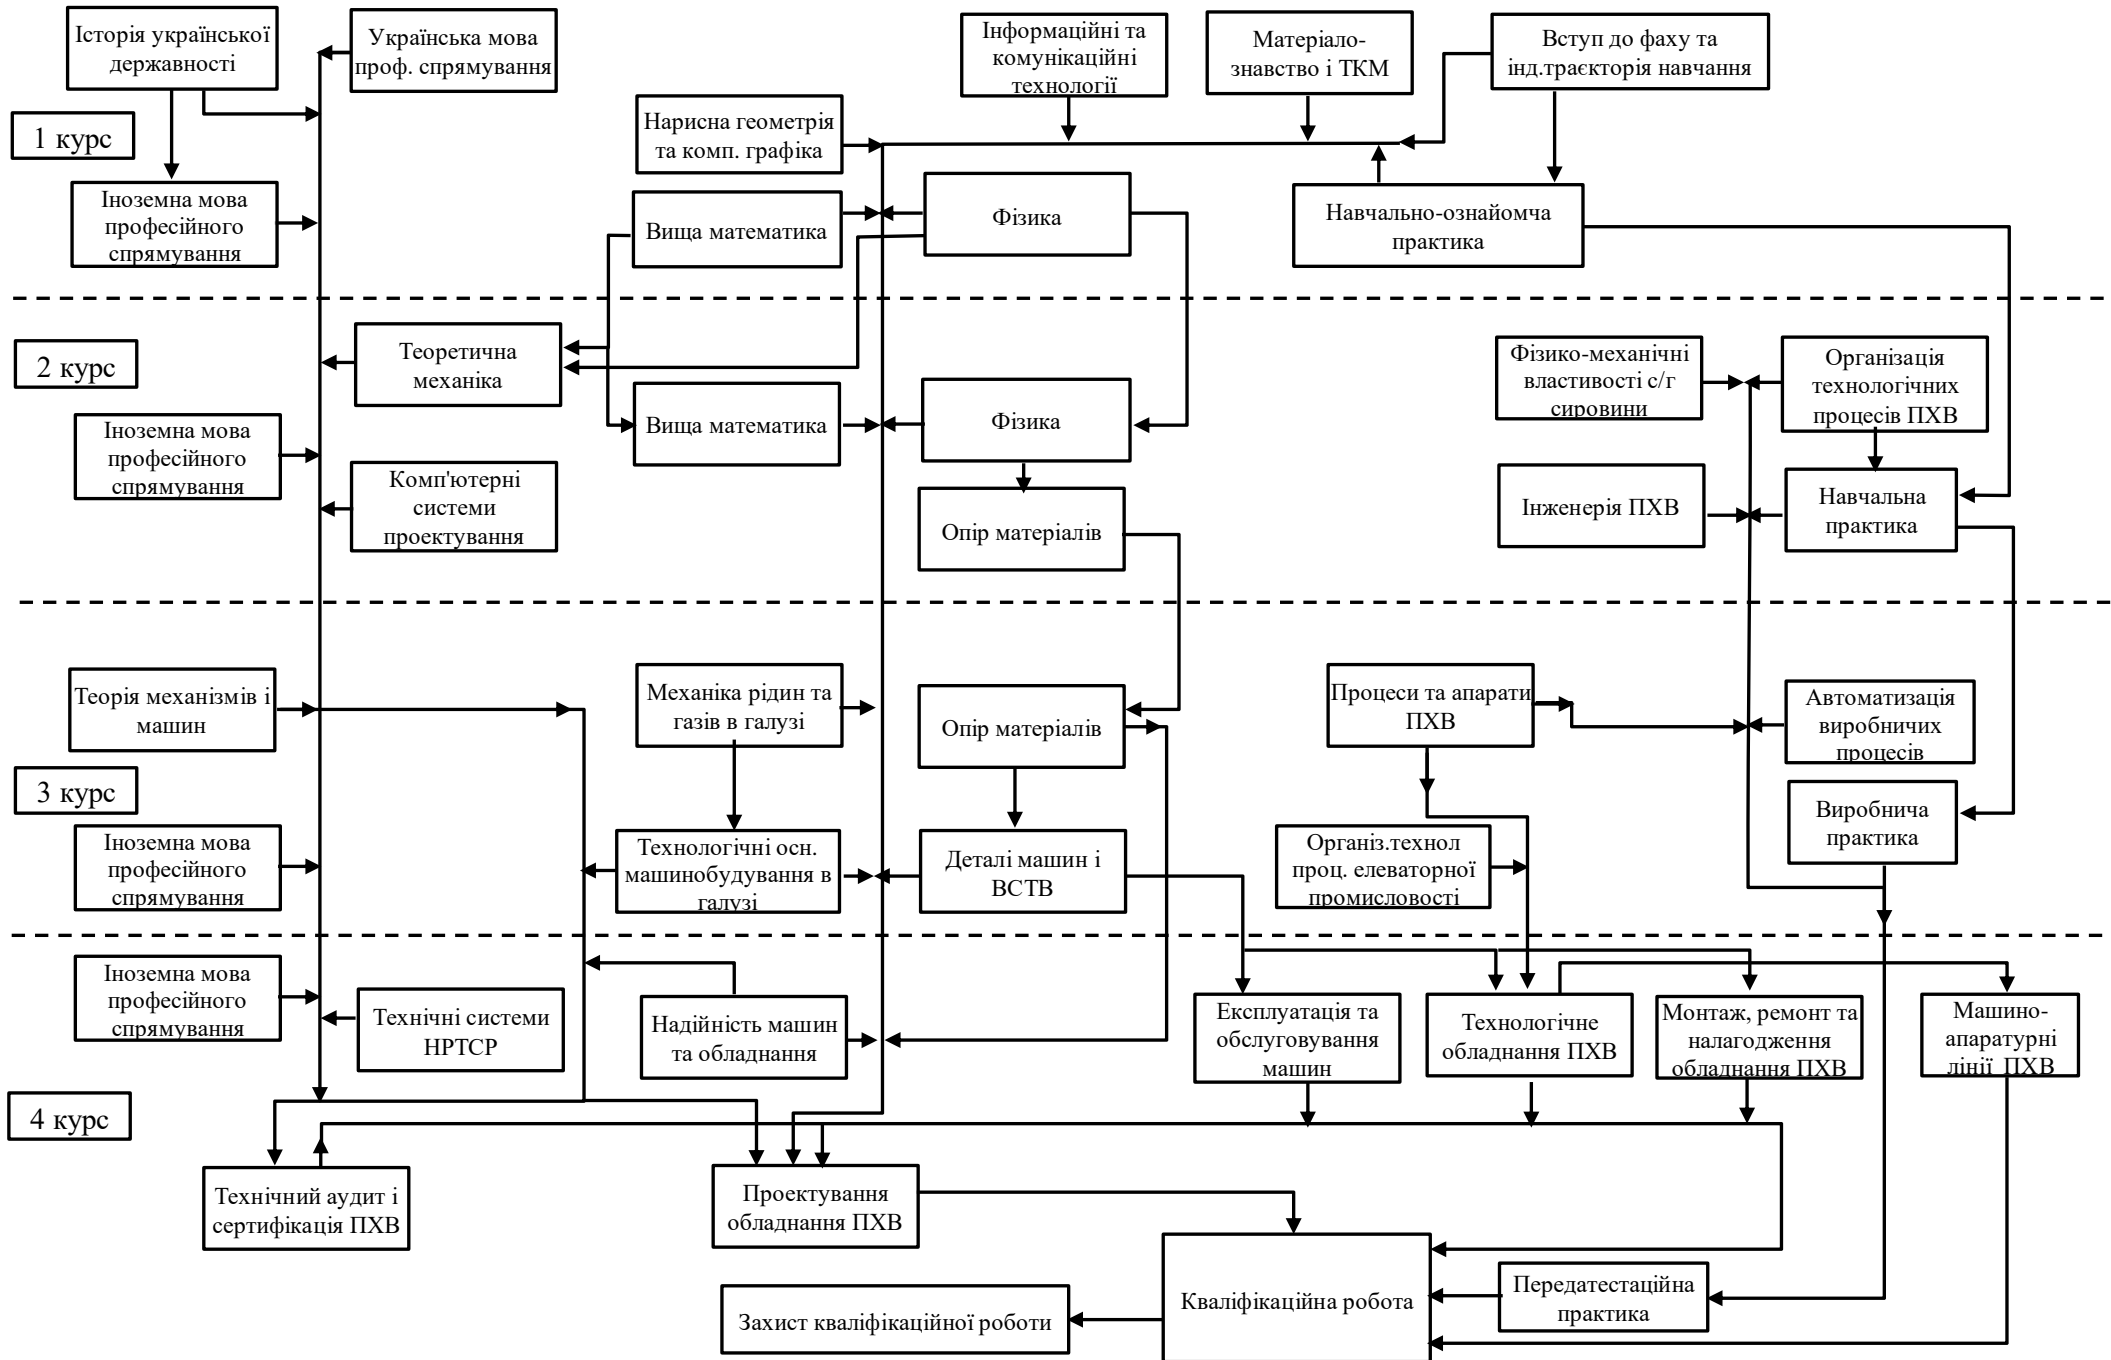 Історія української
державності
Українська мова
проф. спрямування
Інформаційні та
комунікаційні
технології
Матеріало-
знавство і ТКМ
Вступ до фаху та
інд.траєкторія навчання
1 курс
Нарисна геометрія
та комп. графіка
Іноземна мова
професійного
спрямування
Вища математика
Фізика
Навчально-ознайомча
практика
2 курс
Теоретична
механіка
Фізико-механічні
властивості с/г
сировини
Організація
технологічних
процесів ПХВ
Іноземна мова
професійного
спрямування
Вища математика
Фізика
Комп'ютерні
системи
проектування
Опір матеріалів
Інженерія ПХВ
Навчальна
практика
Теорія механізмів і
машин
Механіка рідин та
газів в галузі
Опір матеріалів
Процеси та апарати
ПХВ
Автоматизація
виробничих
процесів
3 курс
Виробнича
практика
Іноземна мова
професійного
спрямування
Технологічні осн.
машинобудування в
галузі
Деталі машин і
ВСТВ
Організ.технол
проц. елеваторної
промисловості
Іноземна мова
професійного
спрямування
Технічні системи
НРТСР
Надійність машин
та обладнання
Експлуатація та
обслуговування
машин
Технологічне
обладнання ПХВ
Монтаж, ремонт та
налагодження
обладнання ПХВ
Машино-
апаратурні
лінії ПХВ
4 курс
Технічний аудит і
сертифікація ПХВ
Проектування
обладнання ПХВ
Кваліфікаційна робота
Передатестаційна
практика
Захист кваліфікаційної роботи